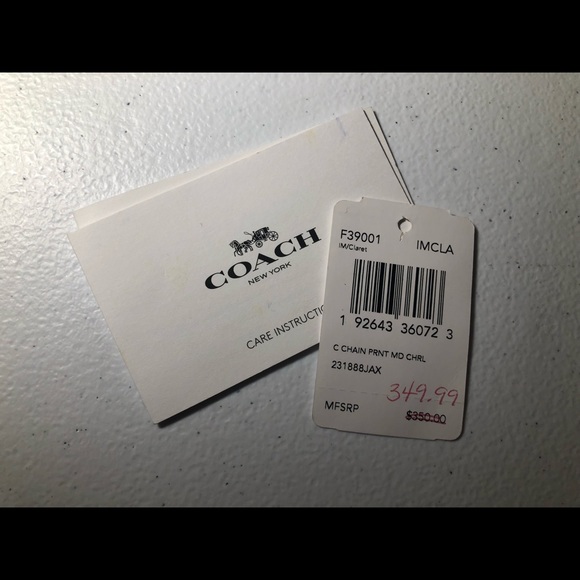 COACH
NEW YORK
CARE INSTRUCTIO
F39001 IMCLA
IM/Claret
1 92643 36072 3
C CHAIN PRNT MD CHRL
231888JAX
349.99
MFSRP $350.00